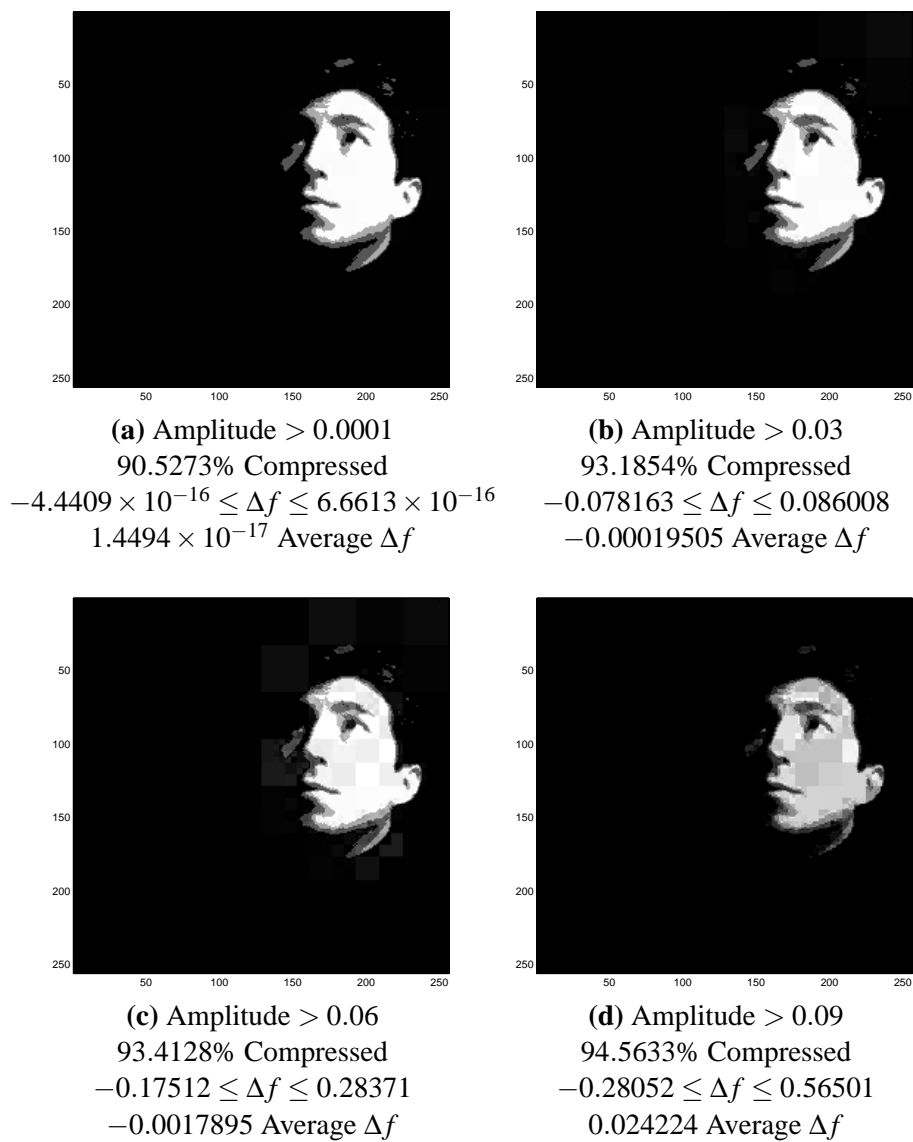 50
100
150
200
250
50 100 150 200 250
50
100
150
200
250
50 100 150 200 250
(a) Amplitude > 0.0001
90.5273% Compressed
−4.4409 × 10⁻¹⁶ ≤ Δf ≤ 6.6613 × 10⁻¹⁶
1.4494 × 10⁻¹⁷ Average Δf
(b) Amplitude > 0.03
93.1854% Compressed
−0.078163 ≤ Δf ≤ 0.086008
−0.00019505 Average Δf
50
100
150
200
250
50 100 150 200 250
50
100
150
200
250
50 100 150 200 250
(c) Amplitude > 0.06
93.4128% Compressed
−0.17512 ≤ Δf ≤ 0.28371
−0.0017895 Average Δf
(d) Amplitude > 0.09
94.5633% Compressed
−0.28052 ≤ Δf ≤ 0.56501
0.024224 Average Δf